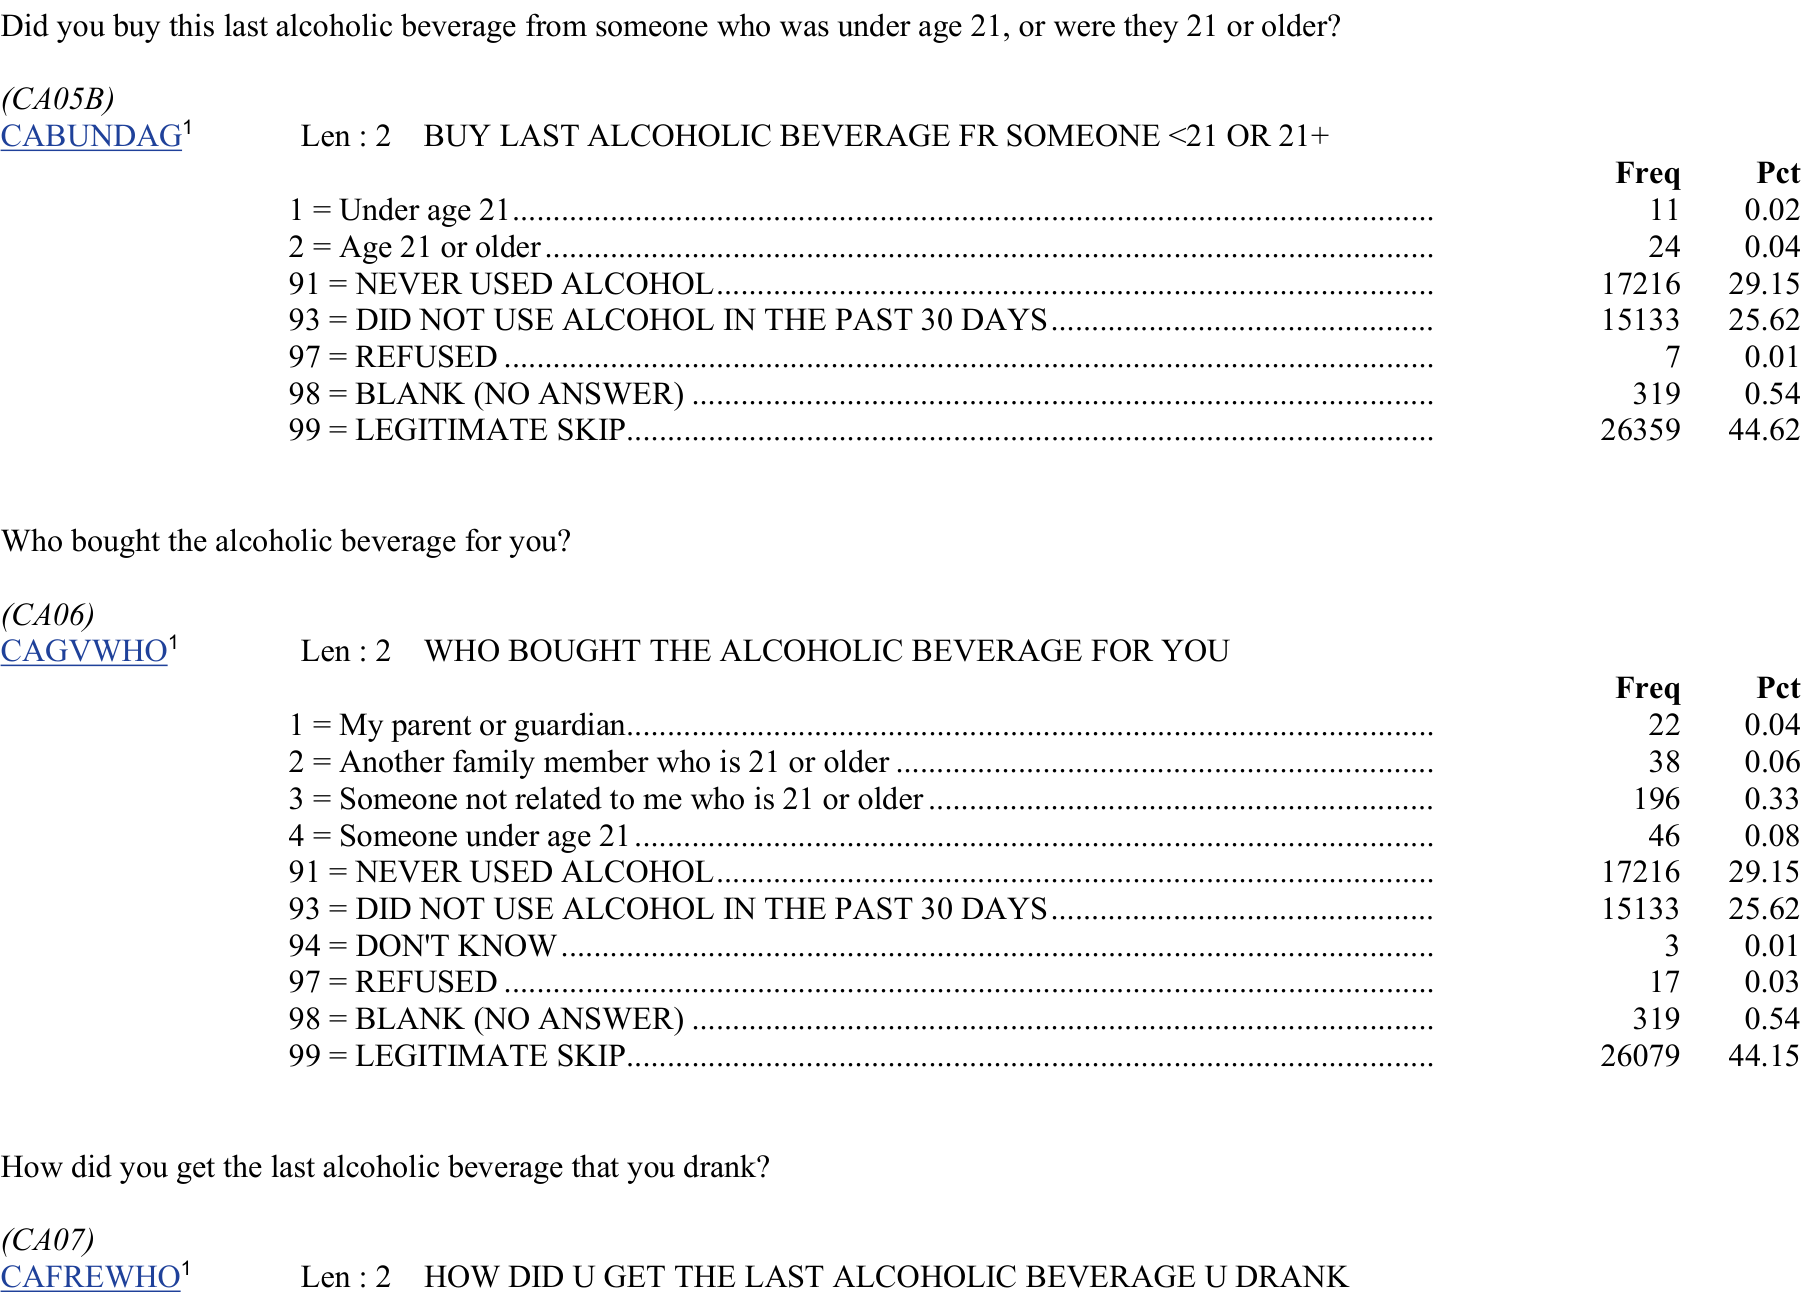 Did you buy this last alcoholic beverage from someone who was under age 21, or were they 21 or older?
(CA05B)
CABUNDAG1 Len : 2 BUY LAST ALCOHOLIC BEVERAGE FR SOMEONE <21 OR 21+
Freq Pct
1 = Under age 21 11 0.02
2 = Age 21 or older 24 0.04
91 = NEVER USED ALCOHOL 17216 29.15
93 = DID NOT USE ALCOHOL IN THE PAST 30 DAYS 15133 25.62
97 = REFUSED 7 0.01
98 = BLANK (NO ANSWER) 319 0.54
99 = LEGITIMATE SKIP 26359 44.62
Who bought the alcoholic beverage for you?
(CA06)
CAGVWHO1 Len : 2 WHO BOUGHT THE ALCOHOLIC BEVERAGE FOR YOU
Freq Pct
1 = My parent or guardian 22 0.04
2 = Another family member who is 21 or older 38 0.06
3 = Someone not related to me who is 21 or older 196 0.33
4 = Someone under age 21 46 0.08
91 = NEVER USED ALCOHOL 17216 29.15
93 = DID NOT USE ALCOHOL IN THE PAST 30 DAYS 15133 25.62
94 = DON'T KNOW 3 0.01
97 = REFUSED 17 0.03
98 = BLANK (NO ANSWER) 319 0.54
99 = LEGITIMATE SKIP 26079 44.15
How did you get the last alcoholic beverage that you drank?
(CA07)
CAFREWHO1 Len : 2 HOW DID U GET THE LAST ALCOHOLIC BEVERAGE U DRANK